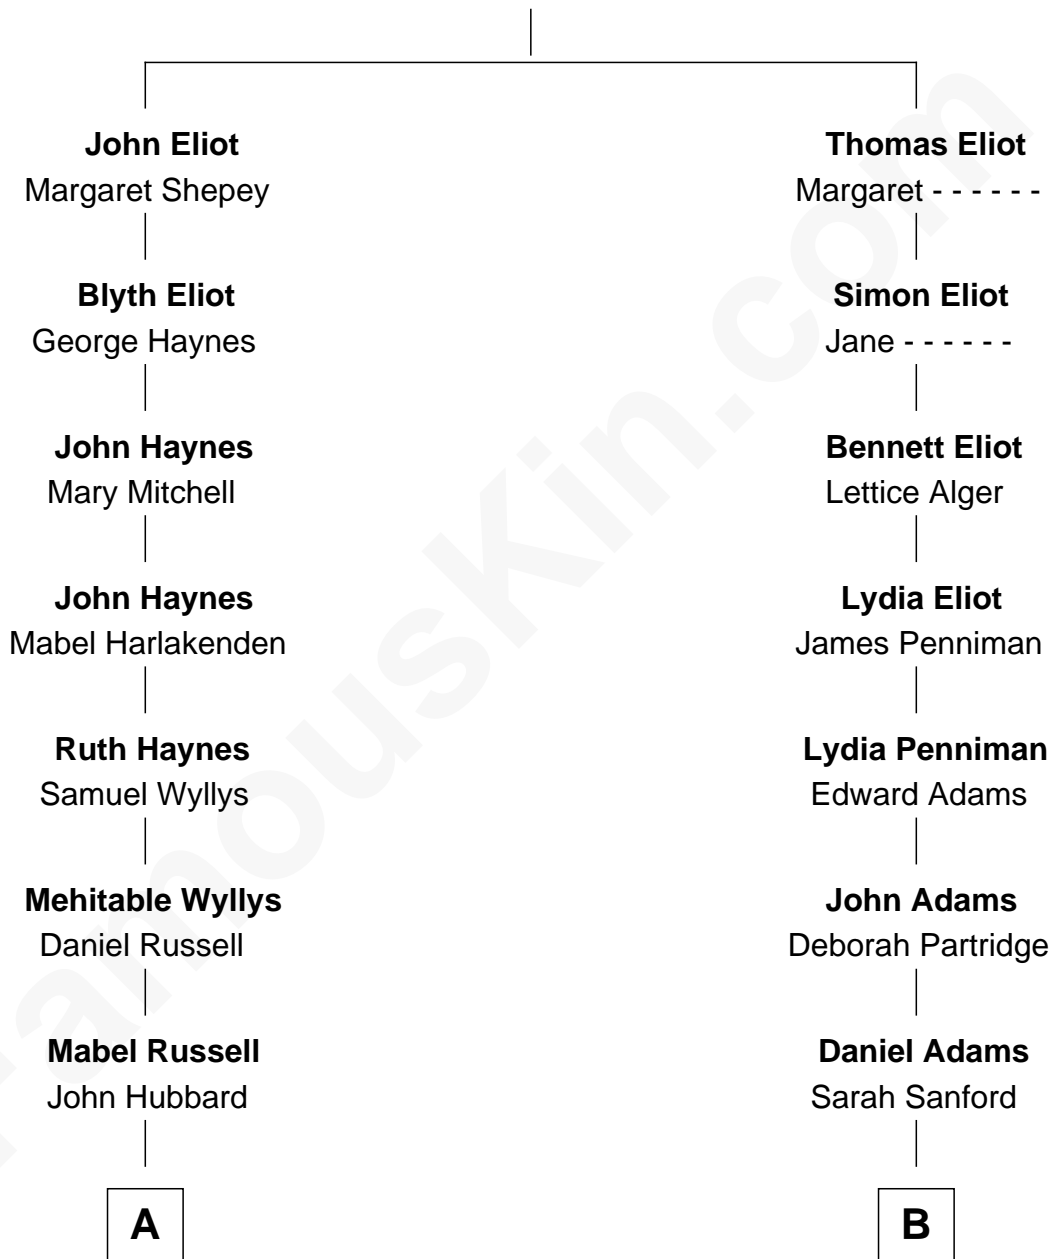 John Eliot
Margaret Shepey
Blyth Eliot
George Haynes
John Haynes
Mary Mitchell
John Haynes
Mabel Harlakenden
Ruth Haynes
Samuel Wyllys
Mehitable Wyllys
Daniel Russell
Mabel Russell
John Hubbard
A
Thomas Eliot
Margaret - - - - - -
Simon Eliot
Jane - - - - - -
Bennett Eliot
Lettice Alger
Lydia Eliot
James Penniman
Lydia Penniman
Edward Adams
John Adams
Deborah Partridge
Daniel Adams
Sarah Sanford
B
FamousKin.com